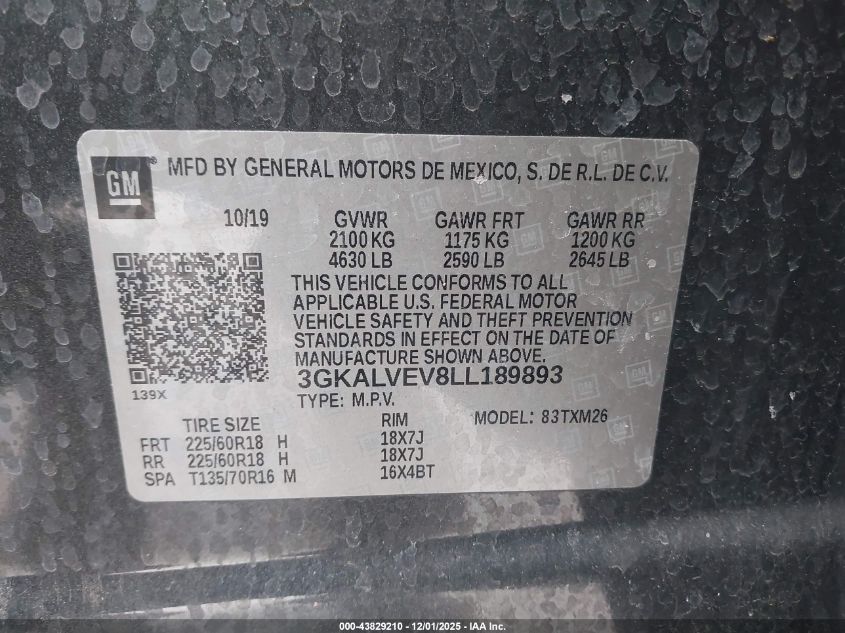 GM ® MFD BY GENERAL MOTORS DE MEXICO, S. DE R.L. DE C.V.
10/19 GVWR GAWR FRT GAWR RR
2100 KG 1175 KG 1200 KG
4630 LB 2590 LB 2645 LB
THIS VEHICLE CONFORMS TO ALL
APPLICABLE U.S. FEDERAL MOTOR
VEHICLE SAFETY AND THEFT PREVENTION
STANDARDS IN EFFECT ON THE DATE OF
MANUFACTURE SHOWN ABOVE.
139X
3GKALVEV8LL189893
TYPE: M.P.V. MODEL: 83TXM26
TIRE SIZE RIM
FRT 225/60R18 H 18X7J
RR 225/60R18 H 18X7J
SPA T135/70R16 M 16X4BT
000-43829210 - 12/01/2025 - IAA Inc.